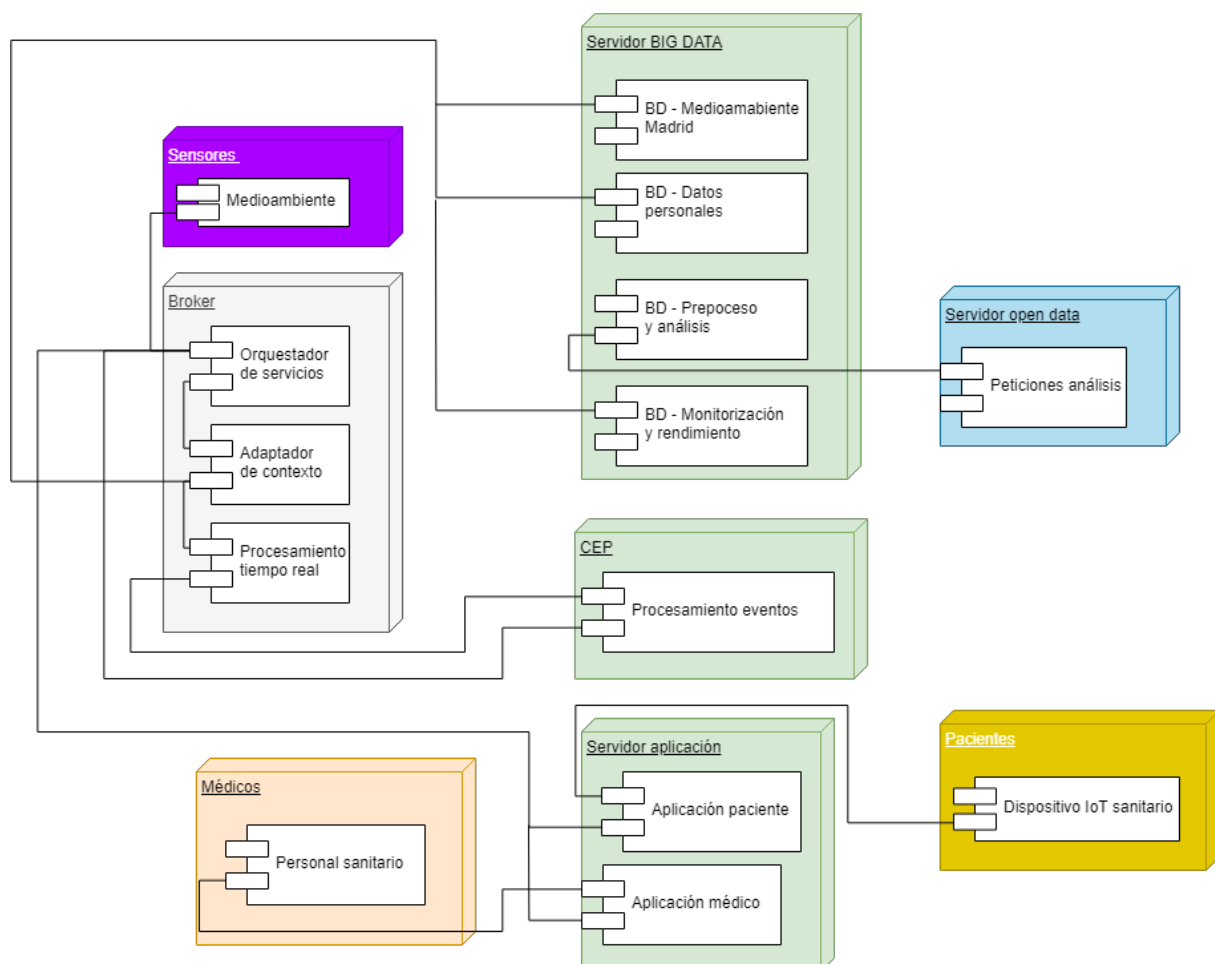 Servidor BIG DATA
BD - Medioamabiente
Madrid
BD - Datos
personales
BD - Prepoceso
y análisis
BD - Monitorización
y rendimiento
Sensores
Medioambiente
Broker
Orquestador
de servicios
Adaptador
de contexto
Procesamiento
tiempo real
Servidor open data
Peticiones análisis
CEP
Procesamiento eventos
Servidor aplicación
Aplicación paciente
Aplicación médico
Pacientes
Dispositivo IoT sanitario
Médicos
Personal sanitario